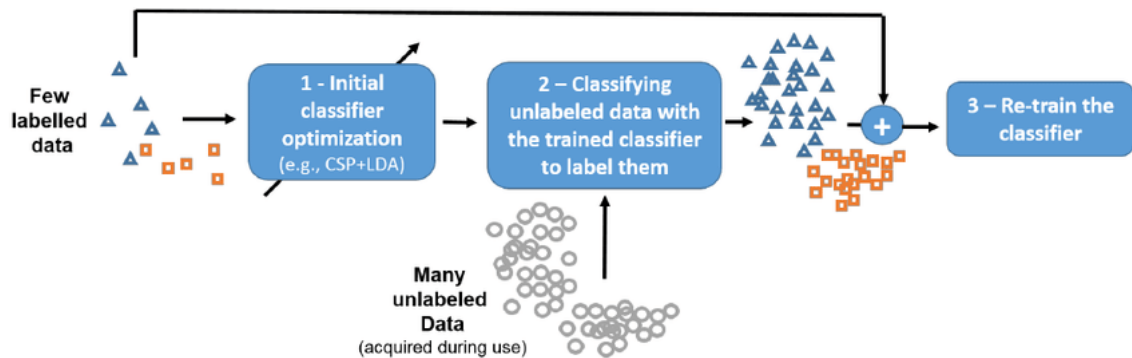 Few
labelled
data
1 - Initial
classifier
optimization
(e.g., CSP+LDA)
2 – Classifying
unlabeled data with
the trained classifier
to label them
+
3 – Re-train the
classifier
Many
unlabeled
Data
(acquired during use)